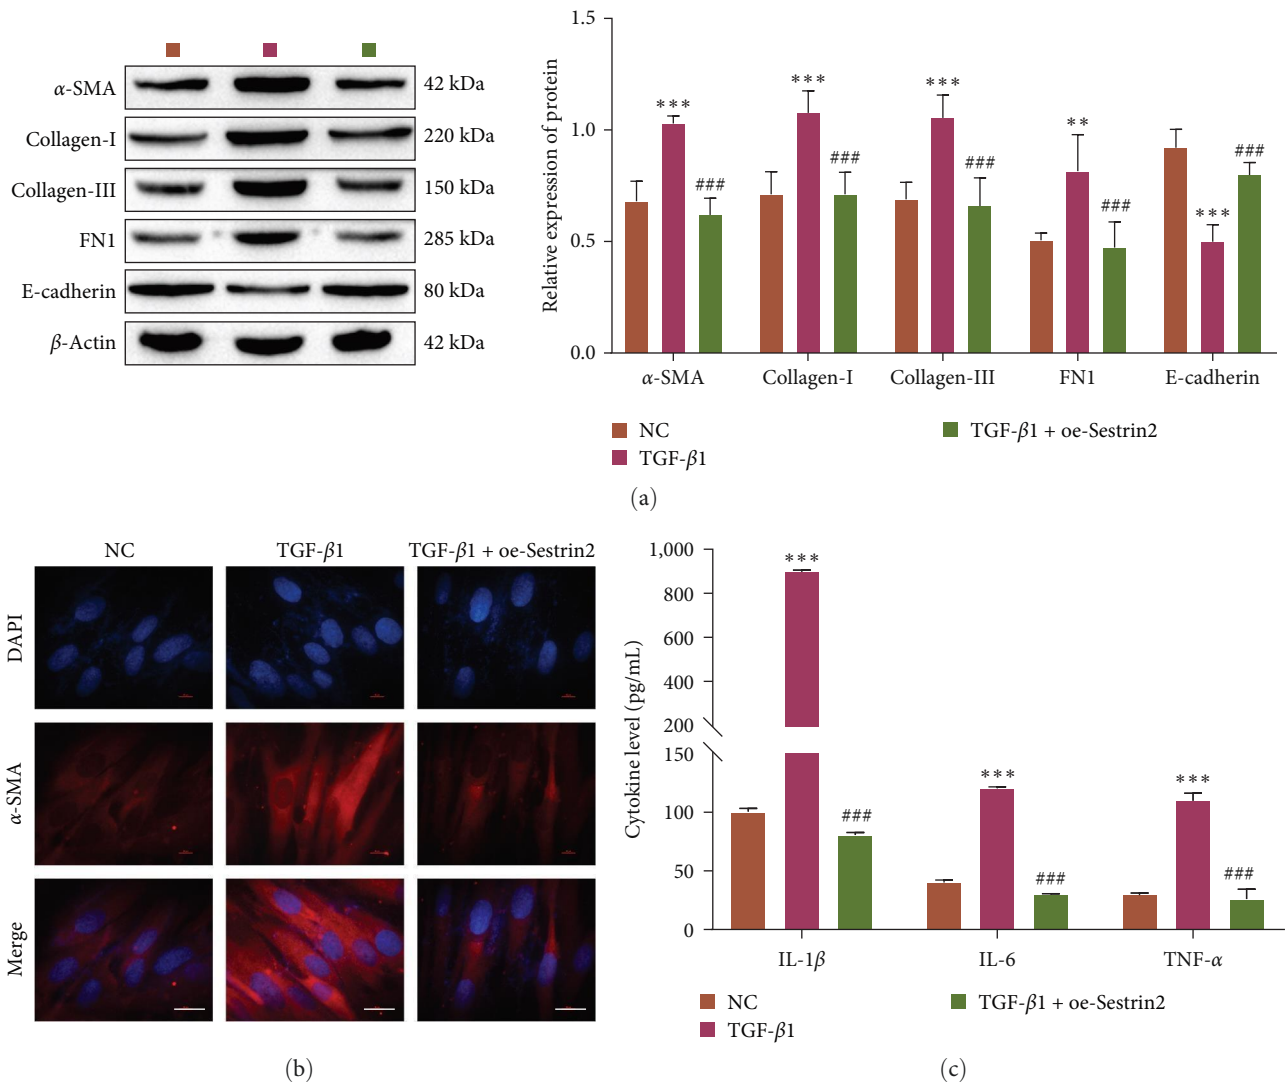 α-SMA
42 kDa
Collagen-I
220 kDa
Collagen-III
150 kDa
FN1
285 kDa
E-cadherin
80 kDa
β-Actin
42 kDa
Relative expression of protein
1.5
1.0
0.5
0.0
***
###
***
###
***
###
**
###
***
###
α-SMA
Collagen-I
Collagen-III
FN1
E-cadherin
NC
TGF-β1
TGF-β1 + oe-Sestrin2
(a)
NC
TGF-β1
TGF-β1 + oe-Sestrin2
DAPI
α-SMA
Merge
(b)
Cytokine level (pg/mL)
1,000
800
600
400
200
150
100
50
0
***
###
***
###
***
###
IL-1β
IL-6
TNF-α
NC
TGF-β1
TGF-β1 + oe-Sestrin2
(c)